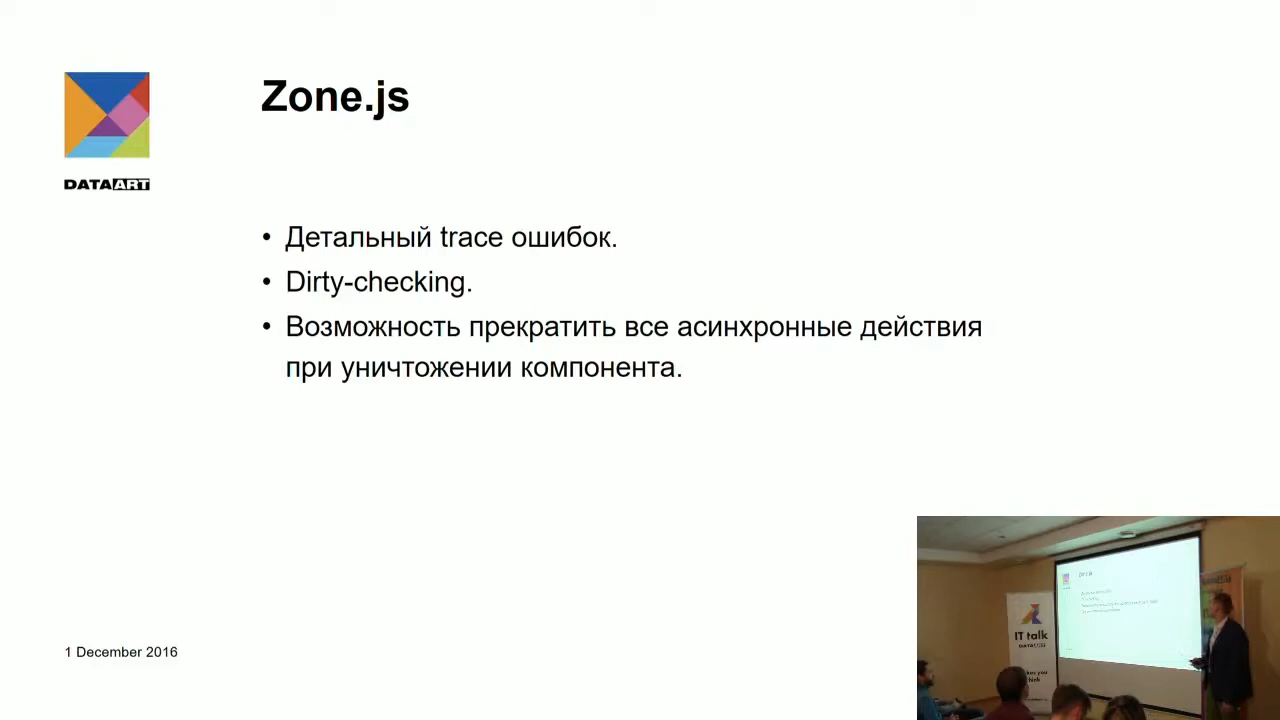 Zone.js
DATAART
• Детальный trace ошибок.
• Dirty-checking.
• Возможность прекратить все асинхронные действия
при уничтожении компонента.
1 December 2016
IT talk
DATAART